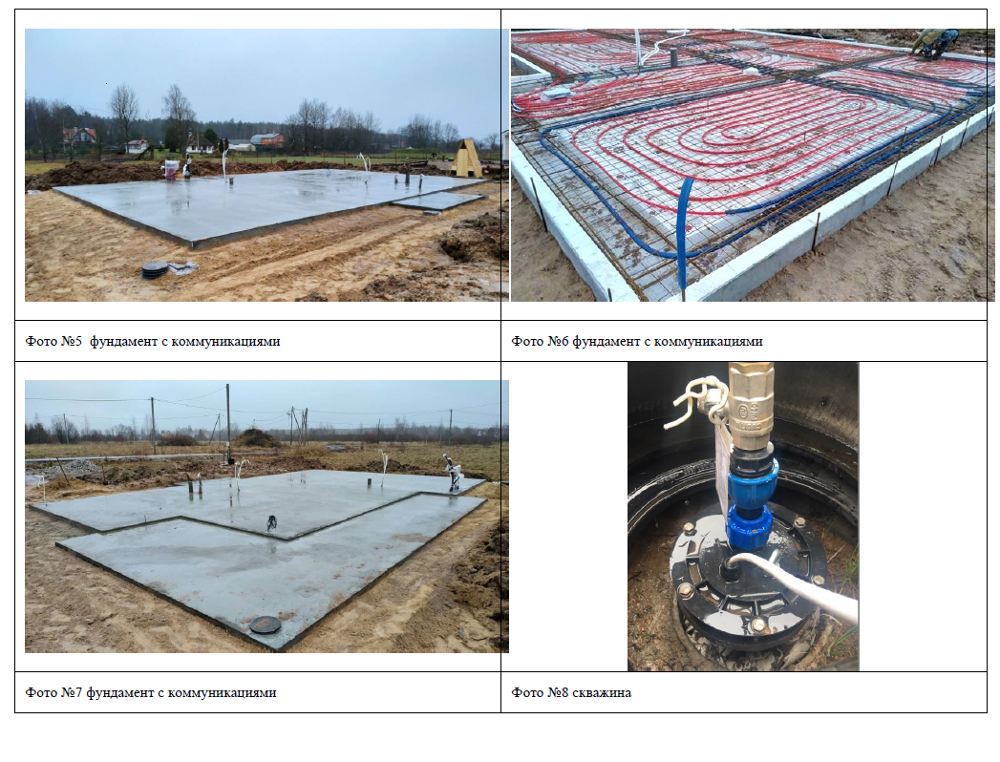 Фото №5 фундамент с коммуникациями
Фото №6 фундамент с коммуникациями
Фото №7 фундамент с коммуникациями
Фото №8 скважина